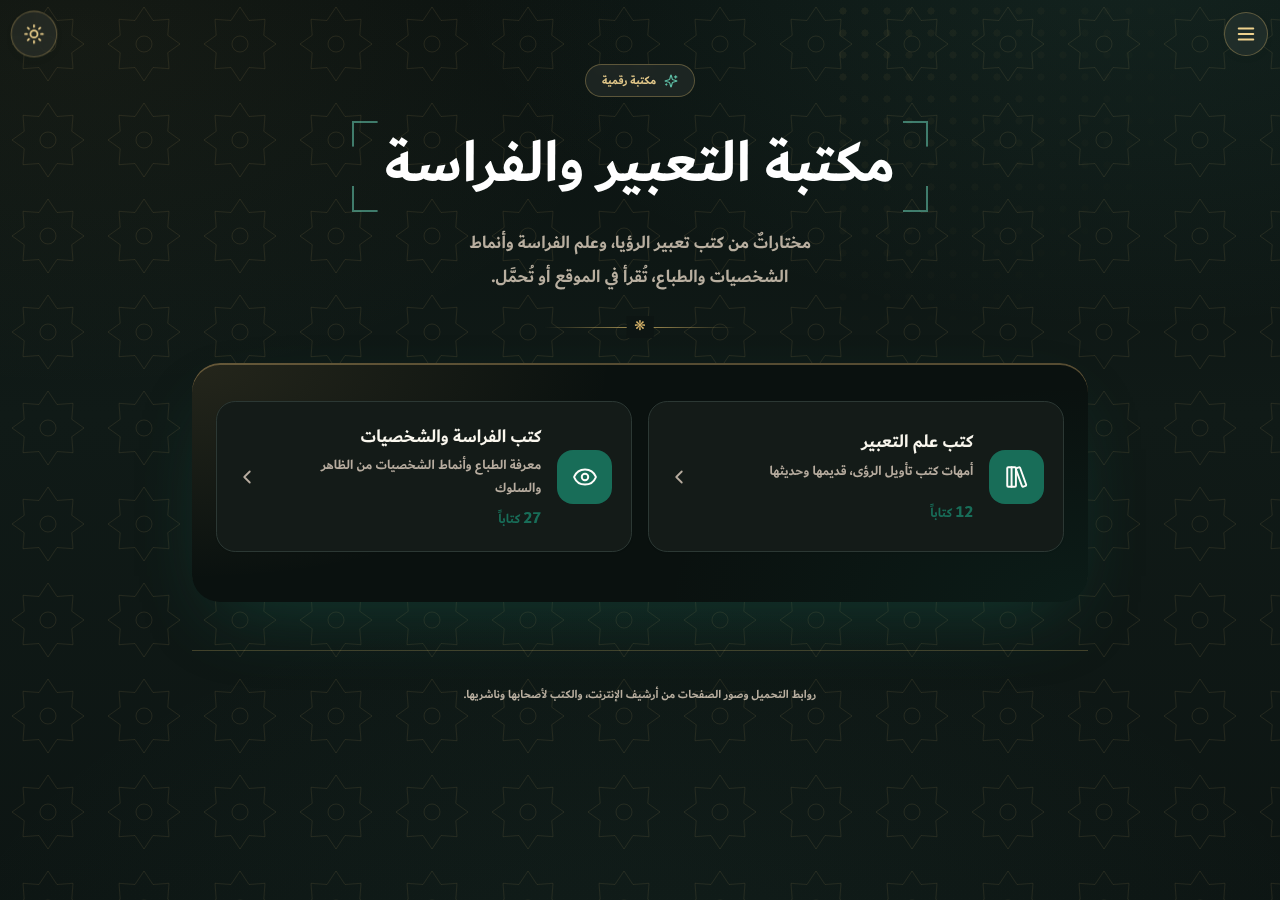 مكتبة رقمية
مكتبة التعبير والفراسة
مختاراتٌ من كتب تعبير الرؤيا، وعلم الفراسة وأنماط
الشخصيات والطباع، تُقرأ في الموقع أو تُحمَّل.
كتب علم التعبير
أمهات كتب تأويل الرؤى، قديمها وحديثها
12 كتاباً
كتب الفراسة والشخصيات
معرفة الطباع وأنماط الشخصيات من الظاهر
والسلوك
27 كتاباً
روابط التحميل وصور الصفحات من أرشيف الإنترنت، والكتب لأصحابها وناشريها.